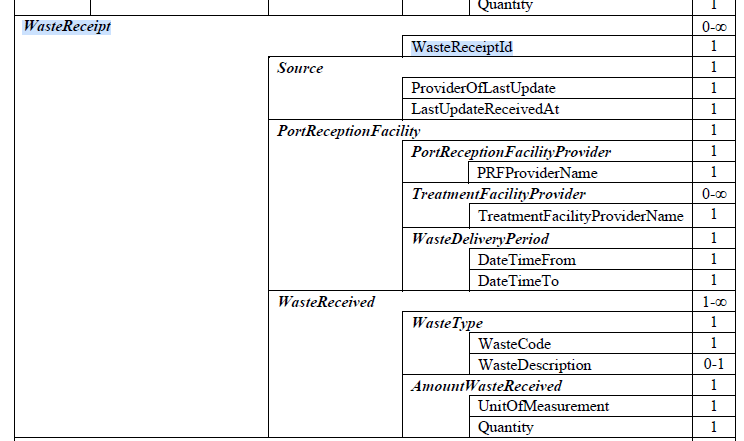 Quantity 1
WasteReceipt 0-∞
WasteReceiptId 1
Source 1
ProviderOfLastUpdate 1
LastUpdateReceivedAt 1
PortReceptionFacility 1
PortReceptionFacilityProvider 1
PRFProviderName 1
TreatmentFacilityProvider 0-∞
TreatmentFacilityProviderName 1
WasteDeliveryPeriod 1
DateTimeFrom 1
DateTimeTo 1
WasteReceived 1-∞
WasteType 1
WasteCode 1
WasteDescription 0-1
AmountWasteReceived 1
UnitOfMeasurement 1
Quantity 1